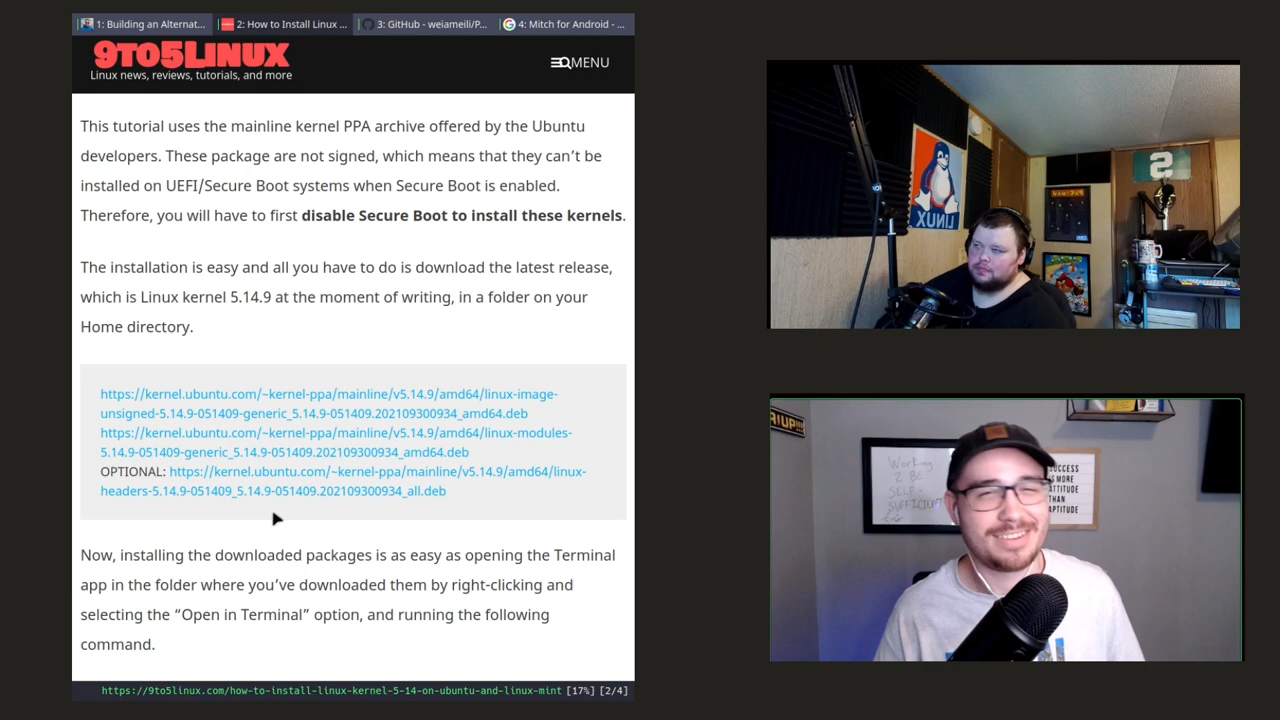 1: Building an Alternat...
2: How to Install Linux ...
3: GitHub - weiameili/P...
4: Mitch for Android - ...
9TO5LINUX
Linux news, reviews, tutorials, and more
MENU
This tutorial uses the mainline kernel PPA archive offered by the Ubuntu
developers. These package are not signed, which means that they can’t be
installed on UEFI/Secure Boot systems when Secure Boot is enabled.
Therefore, you will have to first disable Secure Boot to install these kernels.
The installation is easy and all you have to do is download the latest release,
which is Linux kernel 5.14.9 at the moment of writing, in a folder on your
Home directory.
https://kernel.ubuntu.com/~kernel-ppa/mainline/v5.14.9/amd64/linux-image-
unsigned-5.14.9-051409-generic_5.14.9-051409.202109300934_amd64.deb
https://kernel.ubuntu.com/~kernel-ppa/mainline/v5.14.9/amd64/linux-modules-
5.14.9-051409-generic_5.14.9-051409.202109300934_amd64.deb
OPTIONAL: https://kernel.ubuntu.com/~kernel-ppa/mainline/v5.14.9/amd64/linux-
headers-5.14.9-051409_5.14.9-051409.202109300934_all.deb
Now, installing the downloaded packages is as easy as opening the Terminal
app in the folder where you’ve downloaded them by right-clicking and
selecting the “Open in Terminal” option, and running the following
command.
https://9to5linux.com/how-to-install-linux-kernel-5-14-on-ubuntu-and-linux-mint [17%] [2/4]
LINUX
RIUP!!!
Working
2 BE
SELF-
SUFFICIENT
SUCCESS
IS MORE
ATTITUDE
THAN
APTITUDE